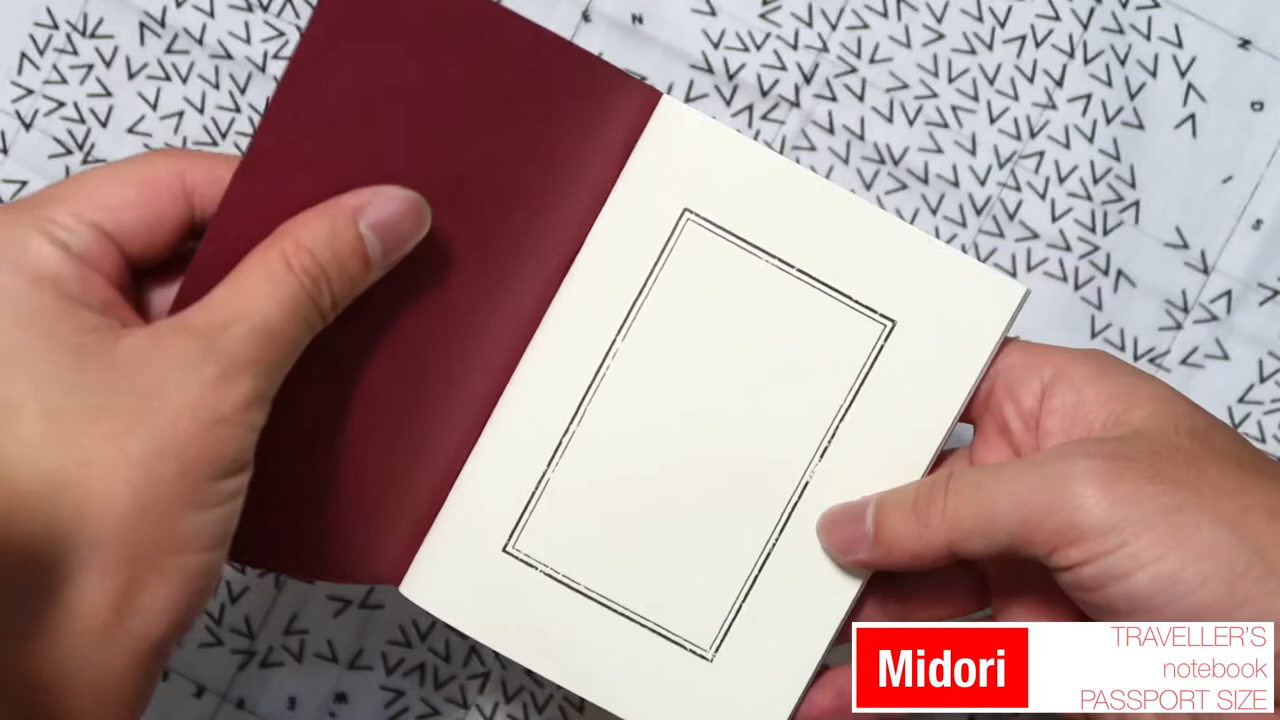 E N
N
D
S
Midori
TRAVELLER'S
notebook
PASSPORT SIZE